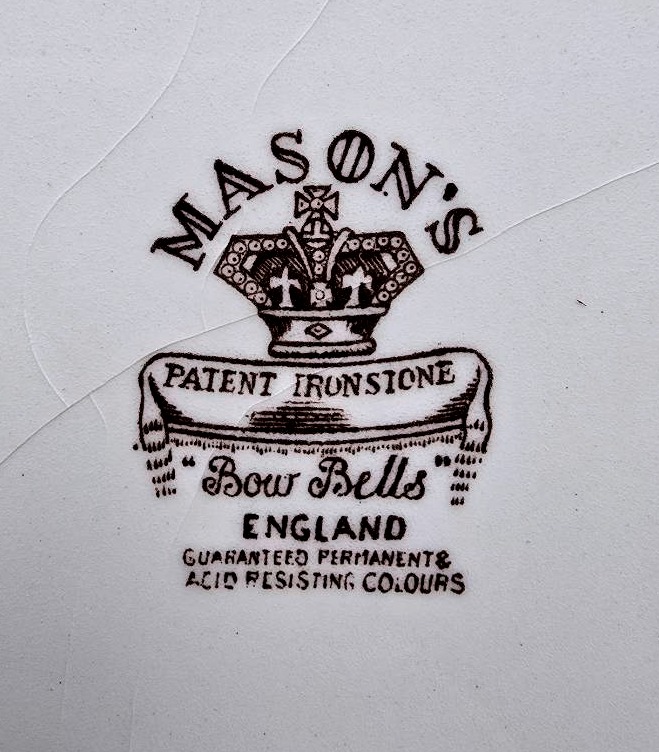 MASON'S
PATENT IRONSTONE
"Bow Bells"
ENGLAND
GUARANTEED PERMANENT &
ACID RESISTING COLOURS